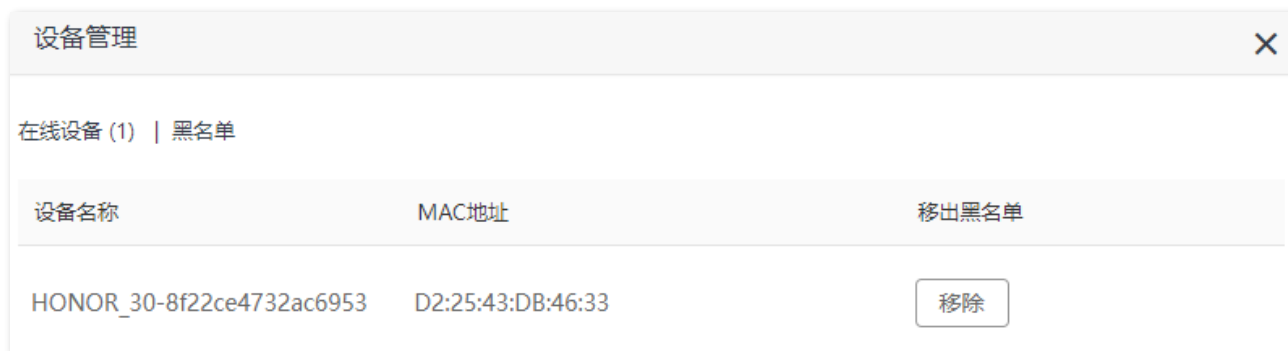 设备管理
在线设备 (1) | 黑名单
设备名称 MAC地址 移出黑名单
HONOR_30-8f22ce4732ac6953 D2:25:43:DB:46:33 移除